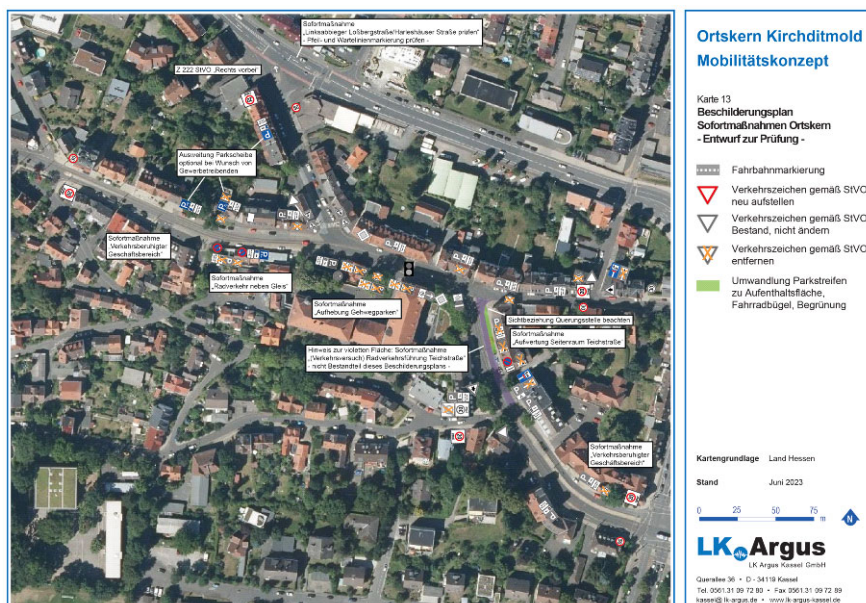 Sofortmaßnahme
„Linksabbieger Loßbergstraße/Harleshäuser Straße prüfen“
- Pfeil- und Wartelinienmarkierung prüfen -
Z 222 StVO „Rechts vorbei“
Ausweitung Parkscheibe
optional bei Wunsch von
Gewerbetreibenden
Sofortmaßnahme
„Verkehrsberuhigter
Geschäftsbereich“
Sofortmaßnahme
„Radverkehr neben Gleis“
Sofortmaßnahme
„Aufhebung Gehwegparken“
Sichtbeziehung Querungsstelle beachten
Sofortmaßnahme
„Aufwertung Seitenraum Teichstraße“
Hinweis zur violetten Fläche: Sofortmaßnahme
„(Verkehrsversuch) Radverkehrsführung Teichstraße“
- nicht Bestandteil dieses Beschilderungsplans -
Sofortmaßnahme
„Verkehrsberuhigter
Geschäftsbereich“
Ortskern Kirchditmold
Mobilitätskonzept
Karte 13
Beschilderungsplan
Sofortmaßnahmen Ortskern
- Entwurf zur Prüfung -
Fahrbahnmarkierung
Verkehrszeichen gemäß StVO
neu aufstellen
Verkehrszeichen gemäß StVO
Bestand, nicht ändern
Verkehrszeichen gemäß StVO
entfernen
Umwandlung Parkstreifen
zu Aufenthaltsfläche,
Fahrradbügel, Begrünung
Kartengrundlage Land Hessen
Stand Juni 2023
0 25 50 75 m N
LK Argus
LK Argus Kassel GmbH
Querallee 36 • D - 34119 Kassel
Tel. 0561.31 09 72 80 • Fax 0561.31 09 72 89
kassel@lk-argus.de • www.lk-argus-kassel.de